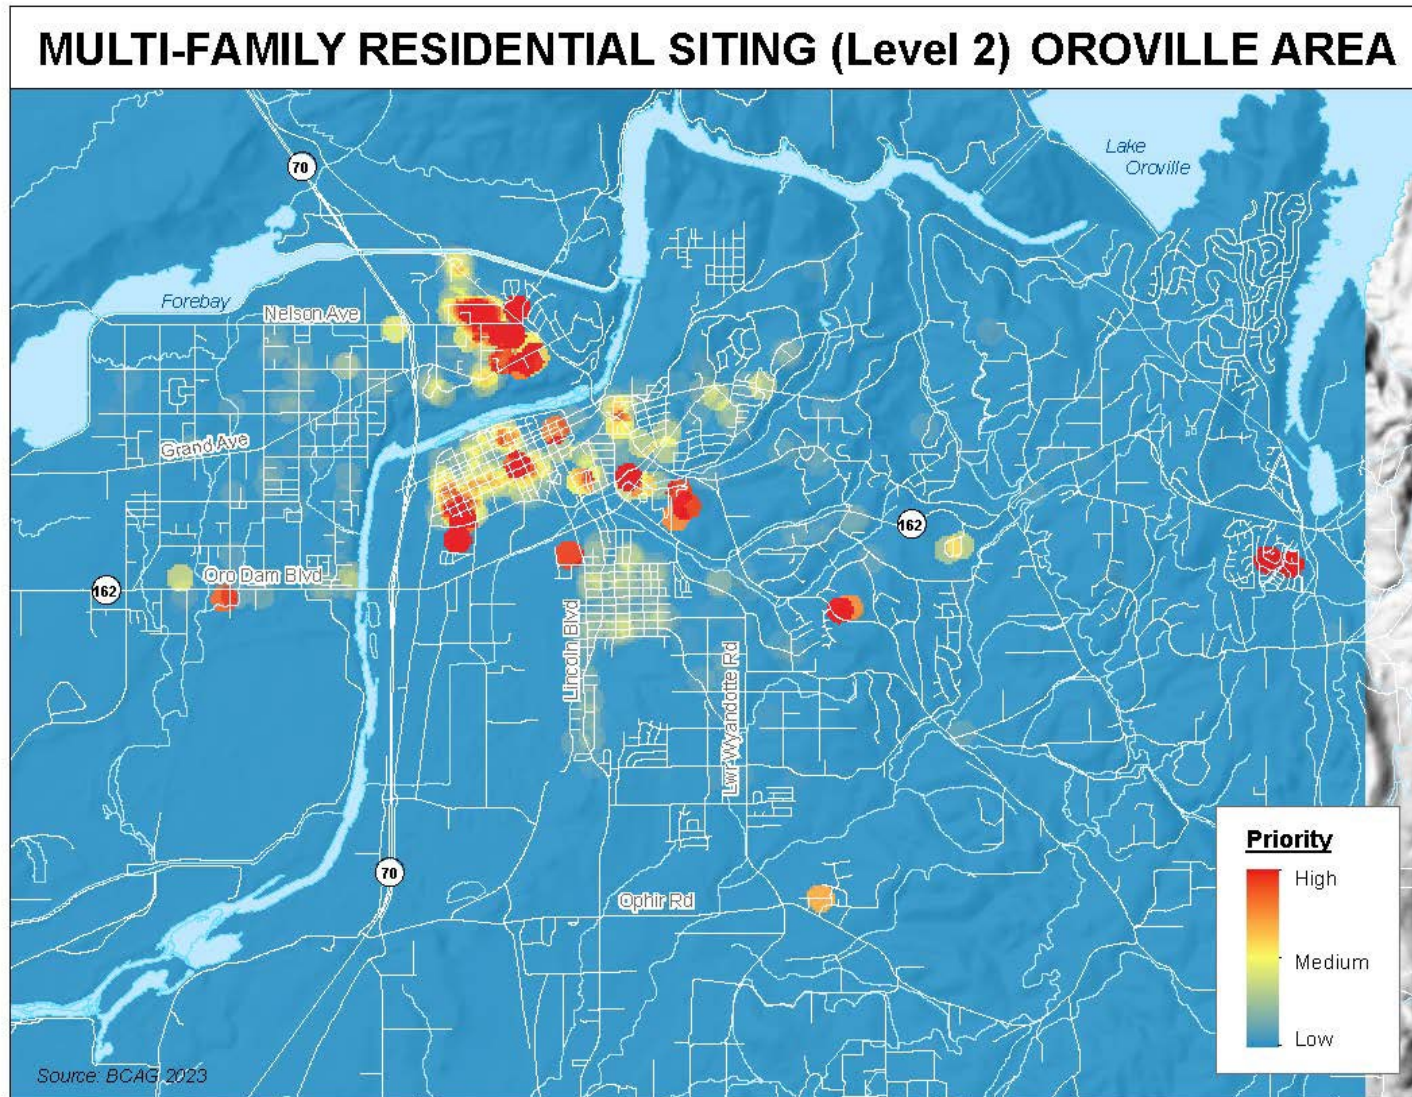 MULTI-FAMILY RESIDENTIAL SITING (Level 2) OROVILLE AREA
70
Lake
Oroville
Forebay
Nelson Ave
Grand Ave
162
Oro Dam Blvd
162
Lincoln Blvd
Lwr Wyandotte Rd
70
Ophir Rd
Priority
High
Medium
Low
Source: BCAG 2023